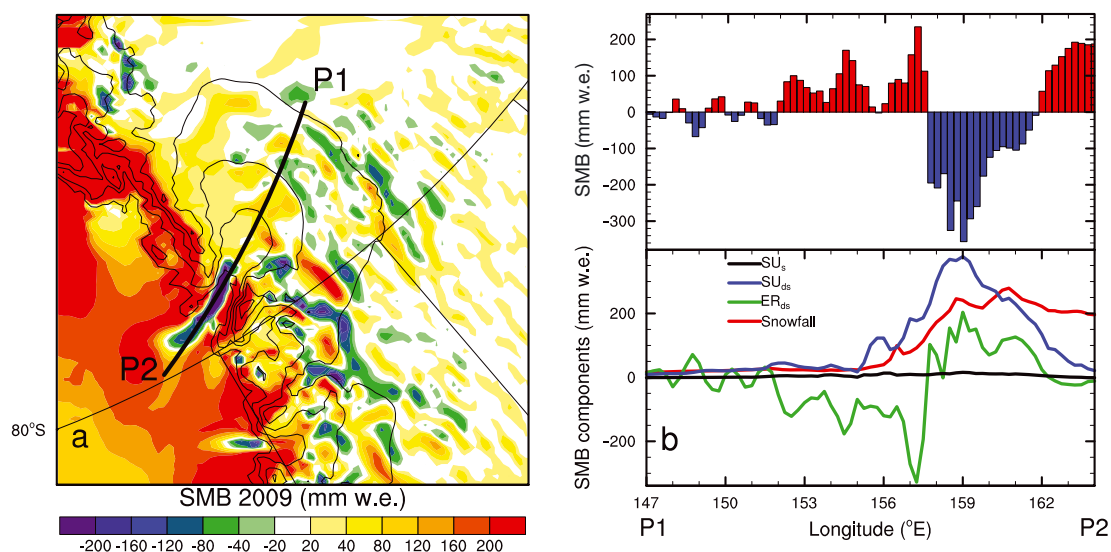 P1
P2
80°S
a
SMB 2009 (mm w.e.)
-200 -160 -120 -80 -40 -20 20 40 80 120 160 200
200
100
0
-100
-200
-300
SMB (mm w.e.)
SUs
SUds
ERds
Snowfall
200
0
-200
SMB components (mm w.e.)
b
147 150 153 156 159 162
P1 Longitude (°E) P2